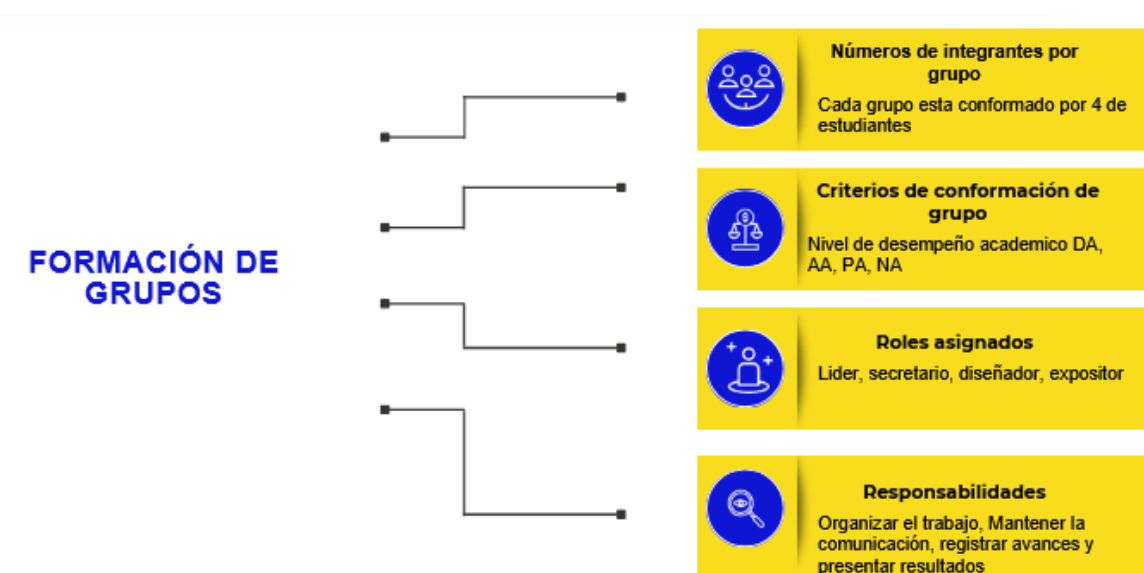 FORMACIÓN DE
GRUPOS
Números de integrantes por
grupo
Cada grupo esta conformado por 4 de
estudiantes
Criterios de conformación de
grupo
Nivel de desempeño academico DA,
AA, PA, NA
Roles asignados
Lider, secretario, diseñador, expositor
Responsabilidades
Organizar el trabajo, Mantener la
comunicación, registrar avances y
presentar resultados